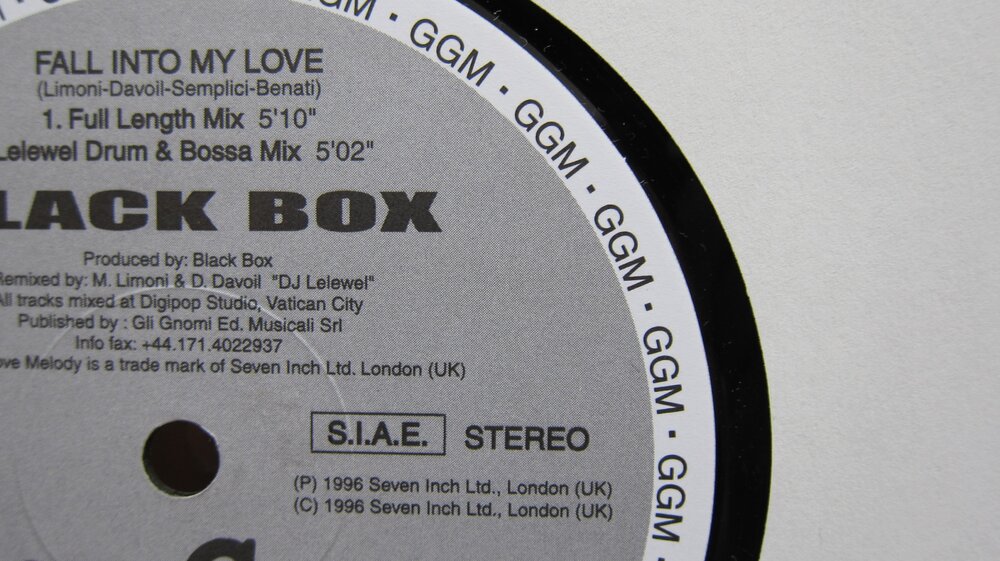 FALL INTO MY LOVE
(Limoni-Davoil-Semplici-Benati)
1. Full Length Mix 5'10"
Lelewel Drum & Bossa Mix 5'02"
LACK BOX
Produced by: Black Box
Remixed by: M. Limoni & D. Davoil "DJ Lelewel"
All tracks mixed at Digipop Studio, Vatican City
Published by : Gli Gnomi Ed. Musicali Srl
Info fax: +44.171.4022937
ove Melody is a trade mark of Seven Inch Ltd. London (UK)
S.I.A.E. STEREO
(P) 1996 Seven Inch Ltd., London (UK)
(C) 1996 Seven Inch Ltd., London (UK)
GM · GGM · GGM · GGM · GGM · GGM ·